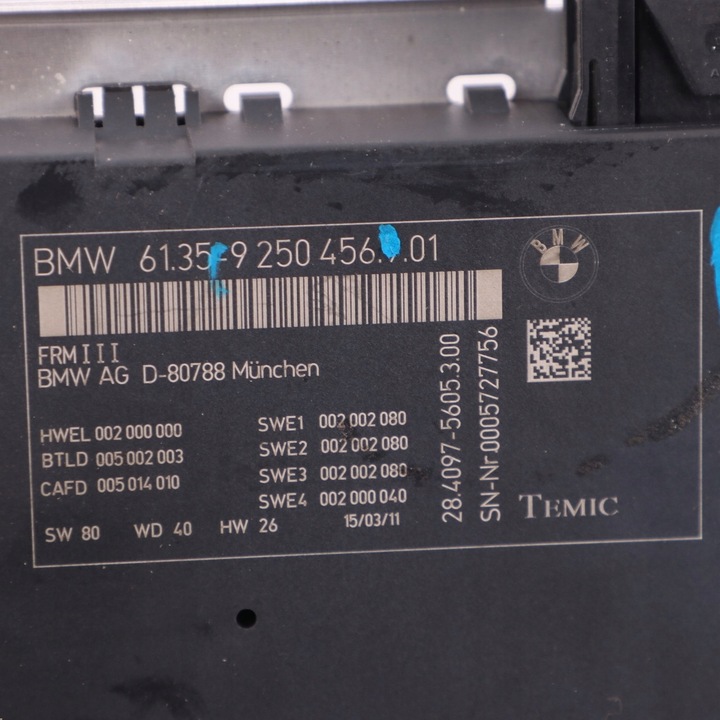 BMW 61.35-9 250 456. .01
BMW
FRM III
BMW AG D-80788 München
HWEL 002 000 000
BTLD 005 002 003
CAFD 005 014 010
SWE1 002 002 080
SWE2 002 002 080
SWE3 002 002 080
SWE4 002 000 040
SW 80 WD 40 HW 26 15/03/11
28.4097-5605.3.00
SN-Nr.0005727756
TEMIC